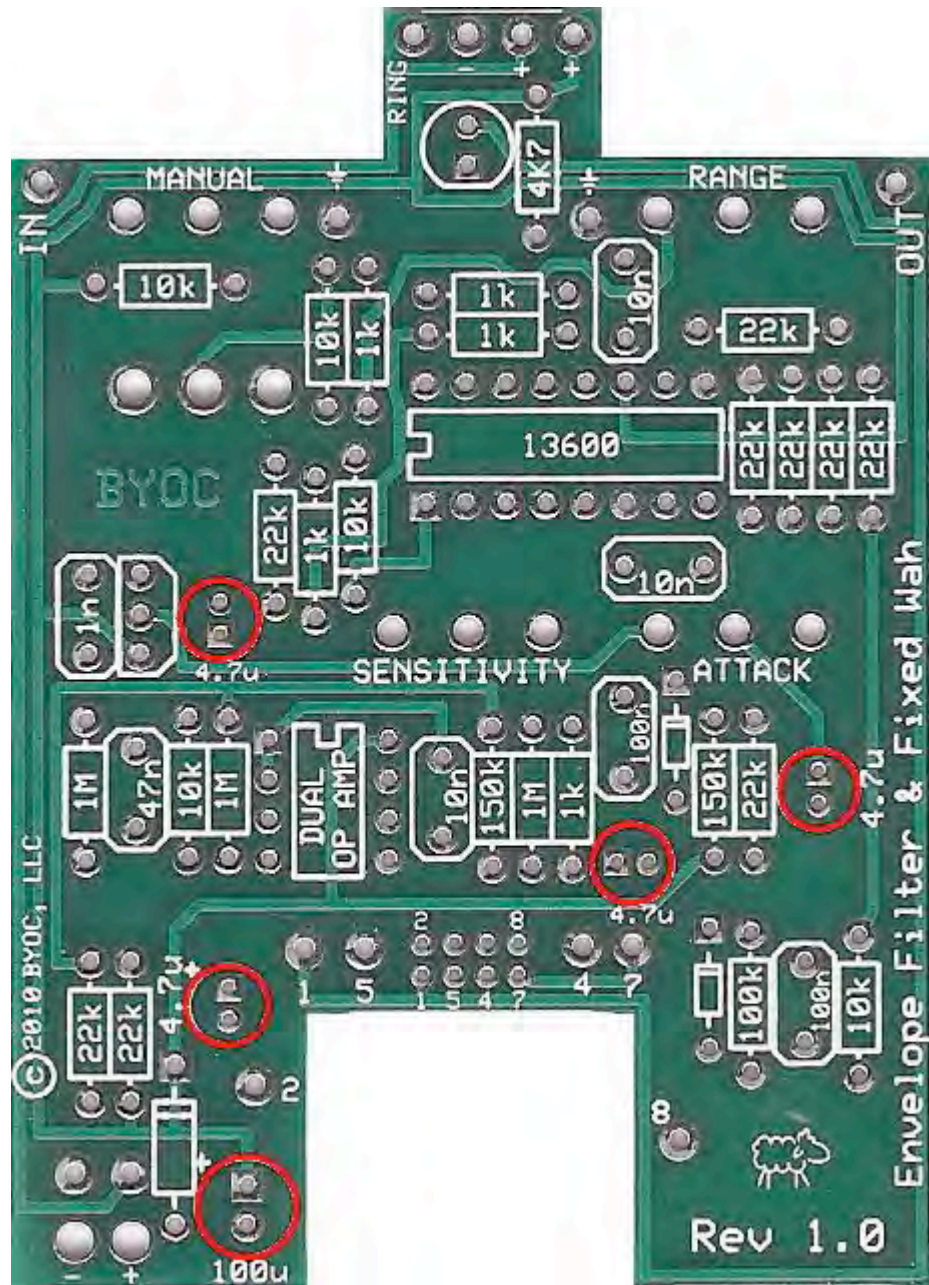 RING - + +
4K7
MANUAL
RANGE
IN
OUT
10k
10k
1k
1k
1k
10n
22k
13600
22k
22k
22k
22k
BYOC
22k
1k
10k
10n
1n
4.7u
SENSITIVITY
ATTACK
1M
47n
10k
1M
DUAL
OP AMP
10n
150k
1M
1k
100n
150k
22k
4.7u
4.7u
2 8
1 5 1 5 4 7 4 7
4.7u
+
22k
22k
100k
100n
10k
© 2010 BYOC, LLC
Envelope Filter & Fixed Wah
2
8
+
- +
100u
Rev 1.0